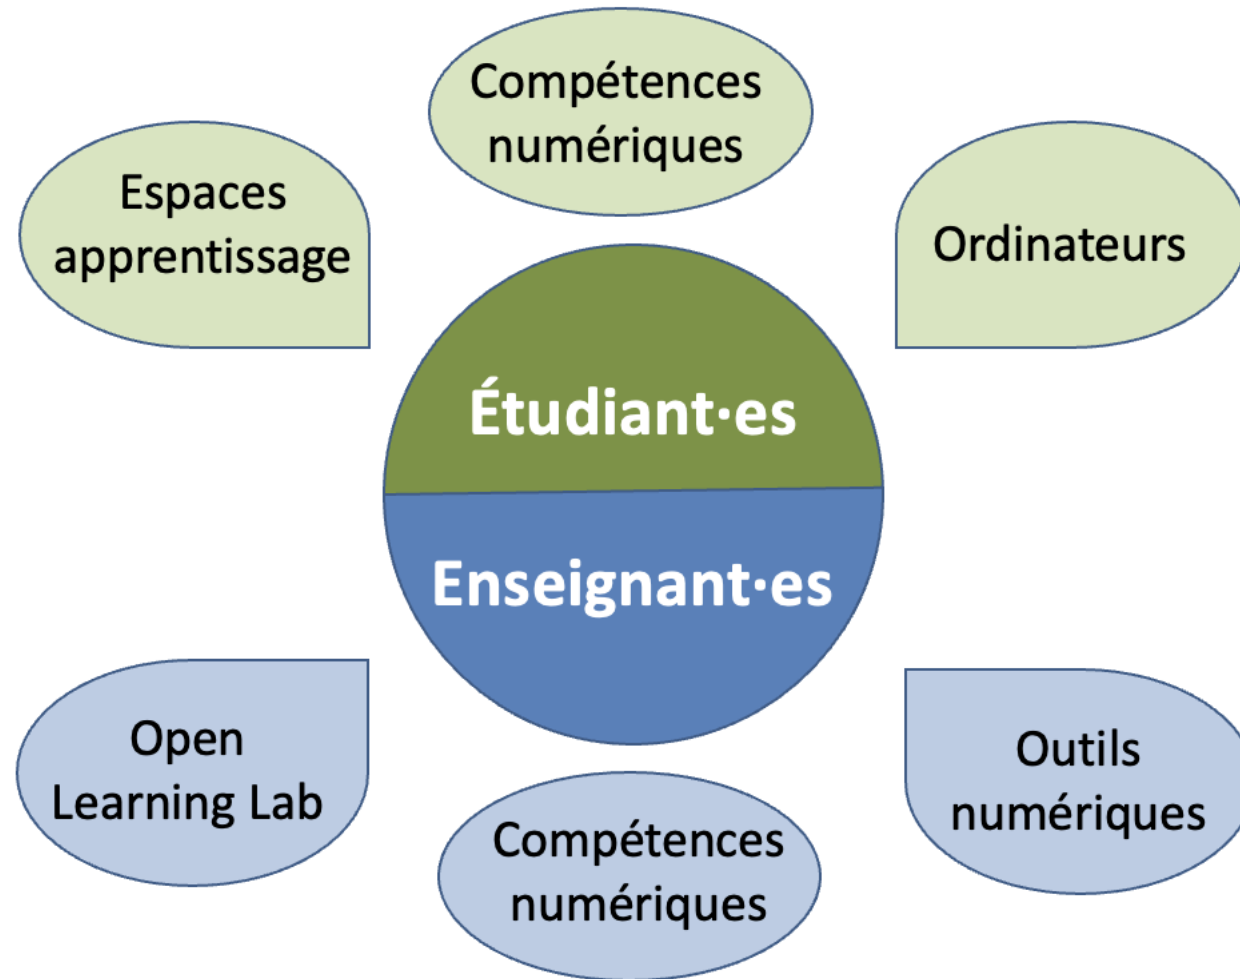 Compétences
numériques
Espaces
apprentissage
Ordinateurs
Étudiant·es
Enseignant·es
Open
Learning Lab
Outils
numériques
Compétences
numériques